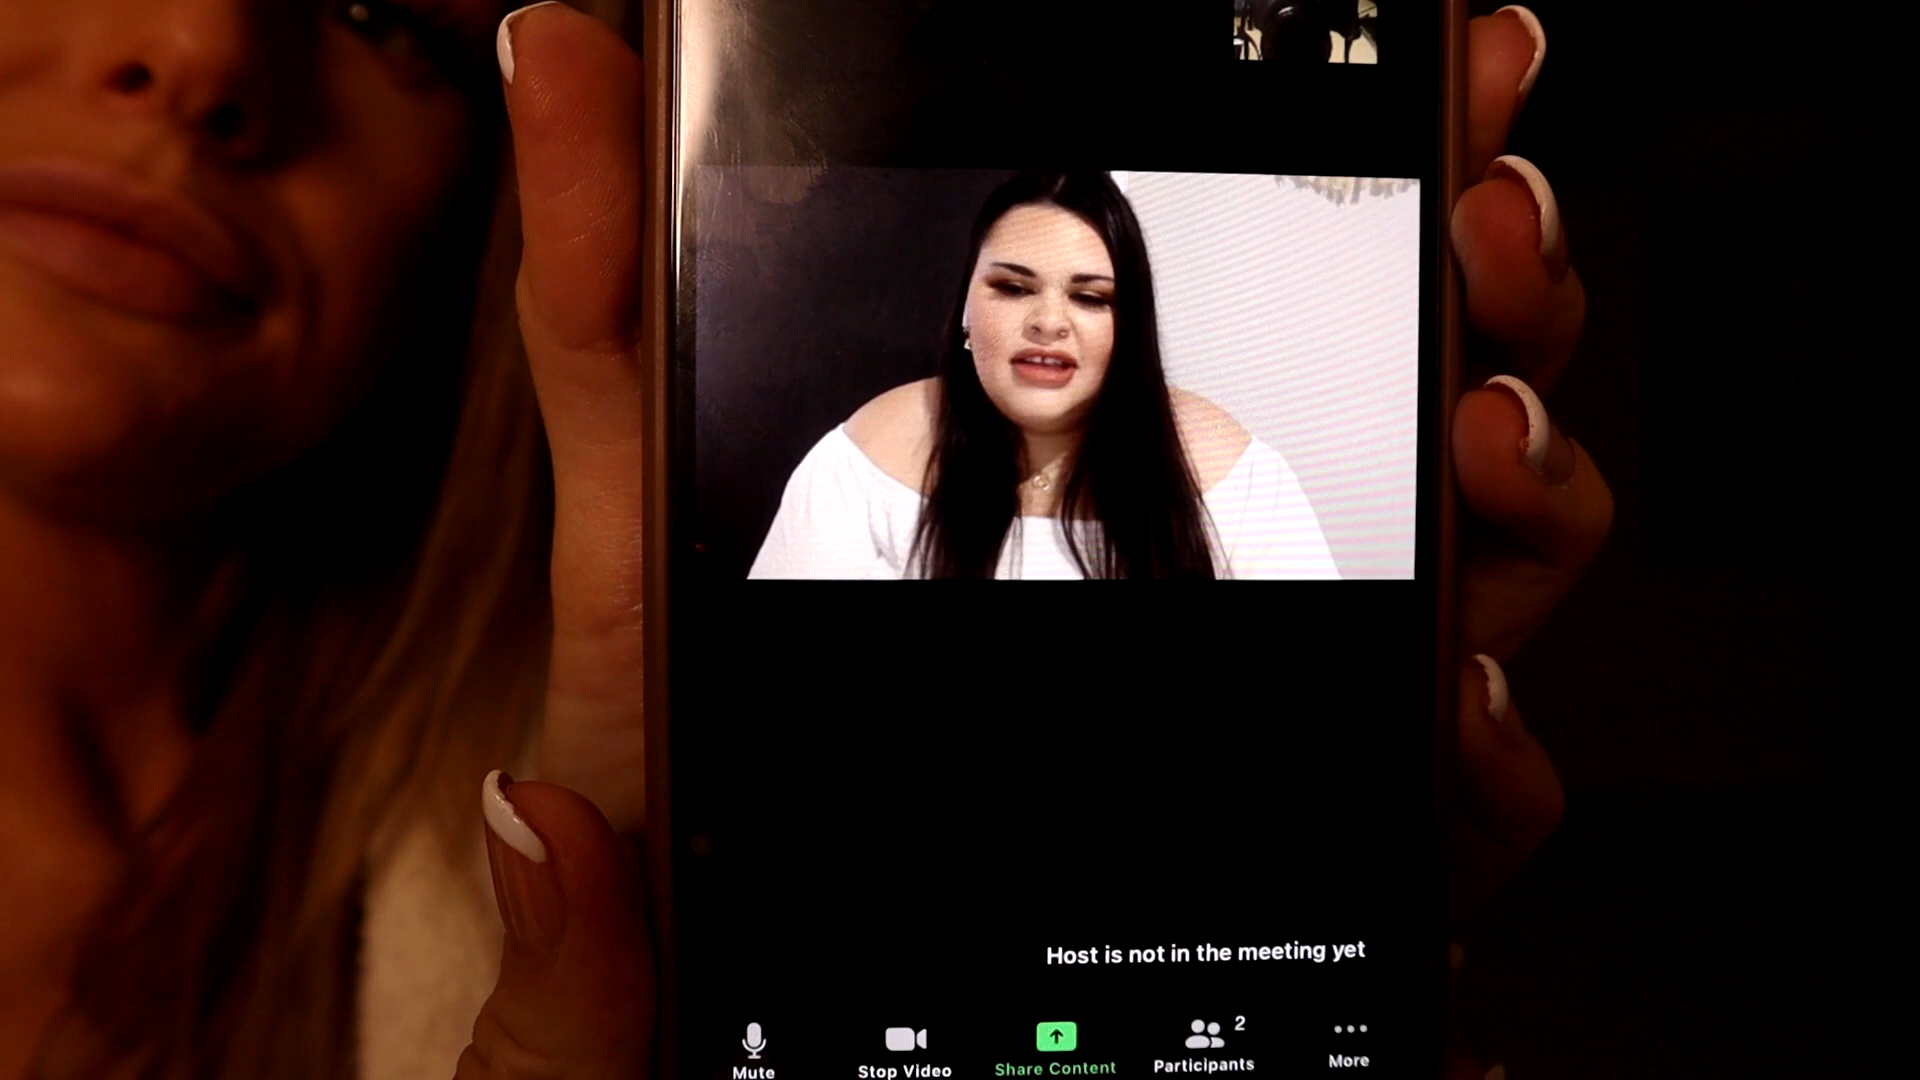 Host is not in the meeting yet
2
Mute
Stop Video
Share Content
Participants
More